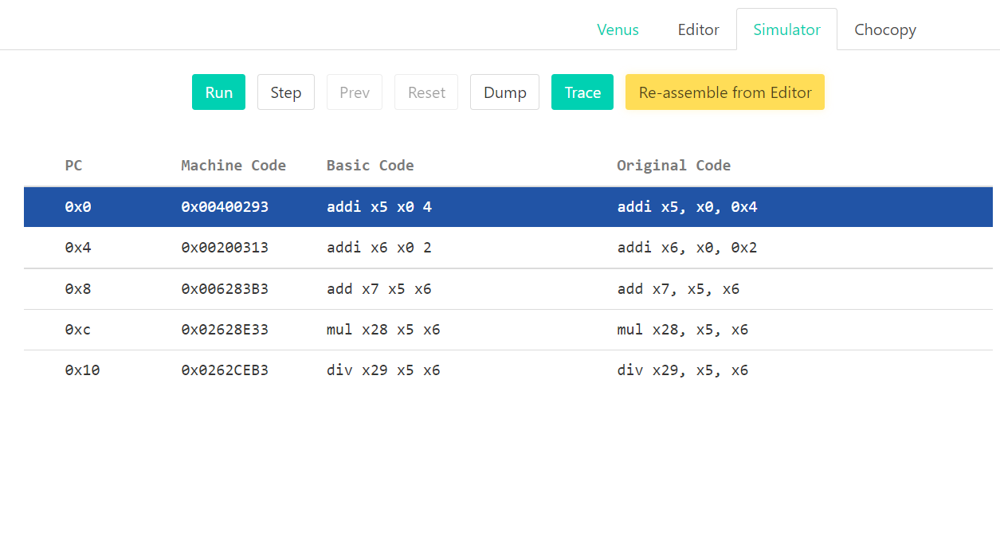 Venus Editor Simulator Chocopy
Run Step Prev Reset Dump Trace Re-assemble from Editor
PC Machine Code Basic Code Original Code
0x0 0x00400293 addi x5 x0 4 addi x5, x0, 0x4
0x4 0x00200313 addi x6 x0 2 addi x6, x0, 0x2
0x8 0x006283B3 add x7 x5 x6 add x7, x5, x6
0xc 0x02628E33 mul x28 x5 x6 mul x28, x5, x6
0x10 0x0262CEB3 div x29 x5 x6 div x29, x5, x6